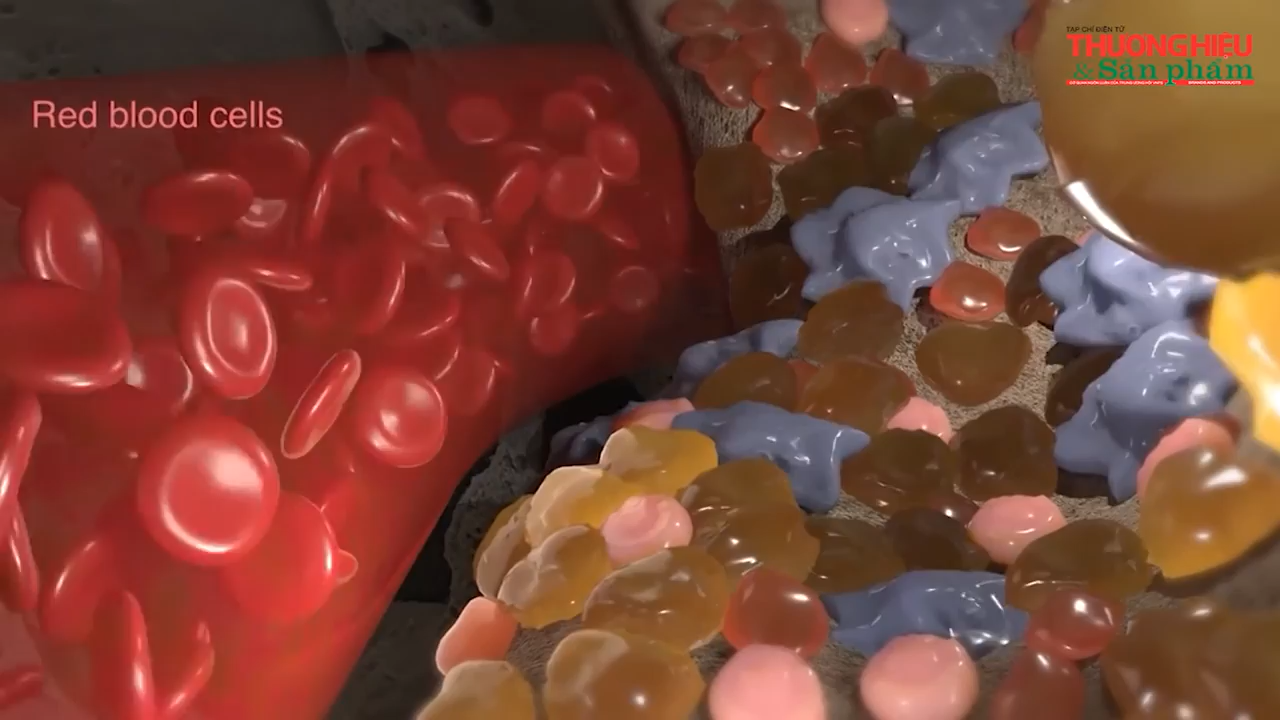 TẠP CHÍ ĐIỆN TỬ
THƯƠNG HIỆU
& Sản phẩm
Red blood cells